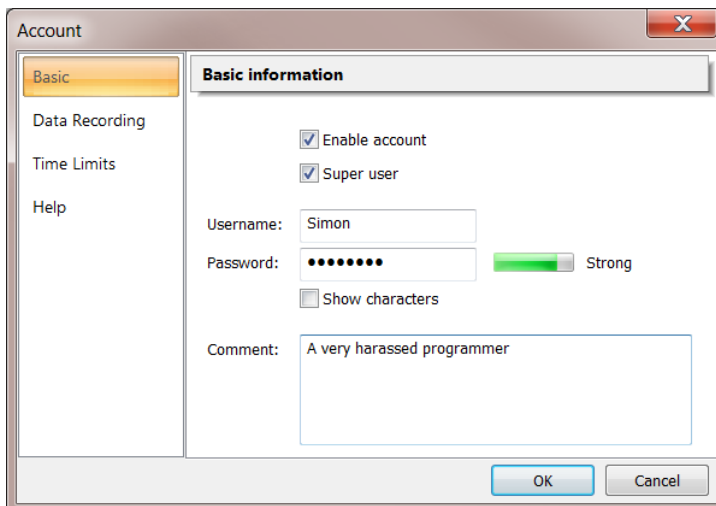 Account
Basic
Data Recording
Time Limits
Help
Basic information
Enable account
Super user
Username: Simon
Password: ●●●●●●●● Strong
Show characters
Comment: A very harassed programmer
OK Cancel